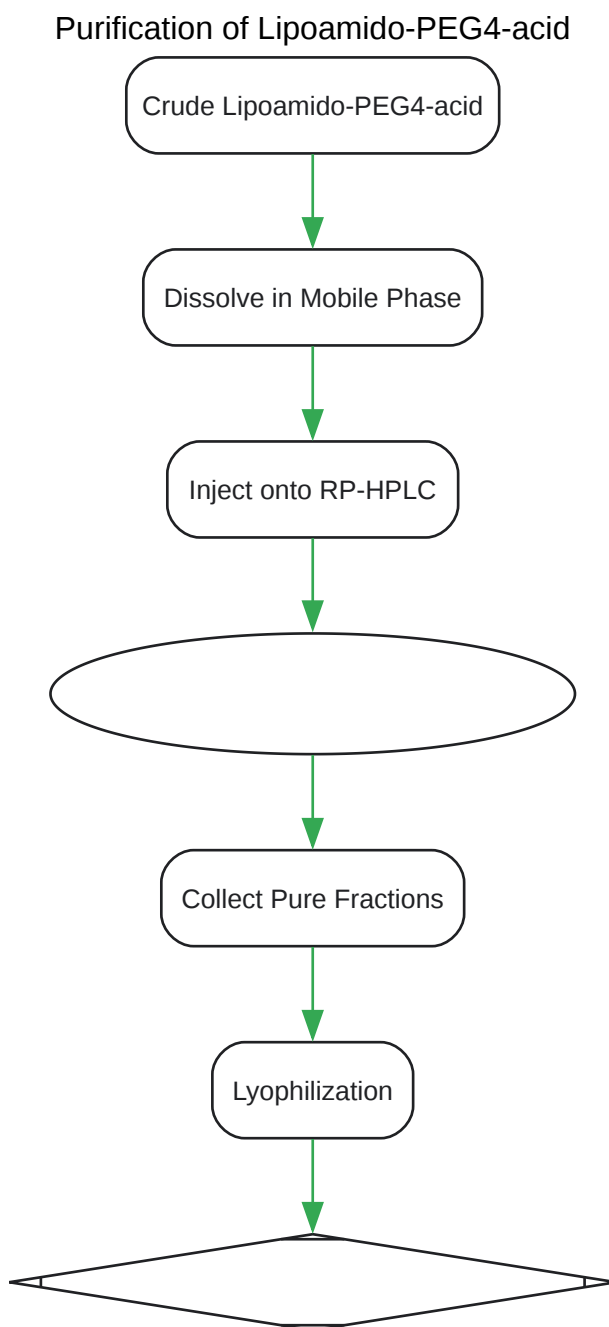 Purification of Lipoamido-PEG4-acid
Crude Lipoamido-PEG4-acid
Dissolve in Mobile Phase
Inject onto RP-HPLC
Collect Pure Fractions
Lyophilization